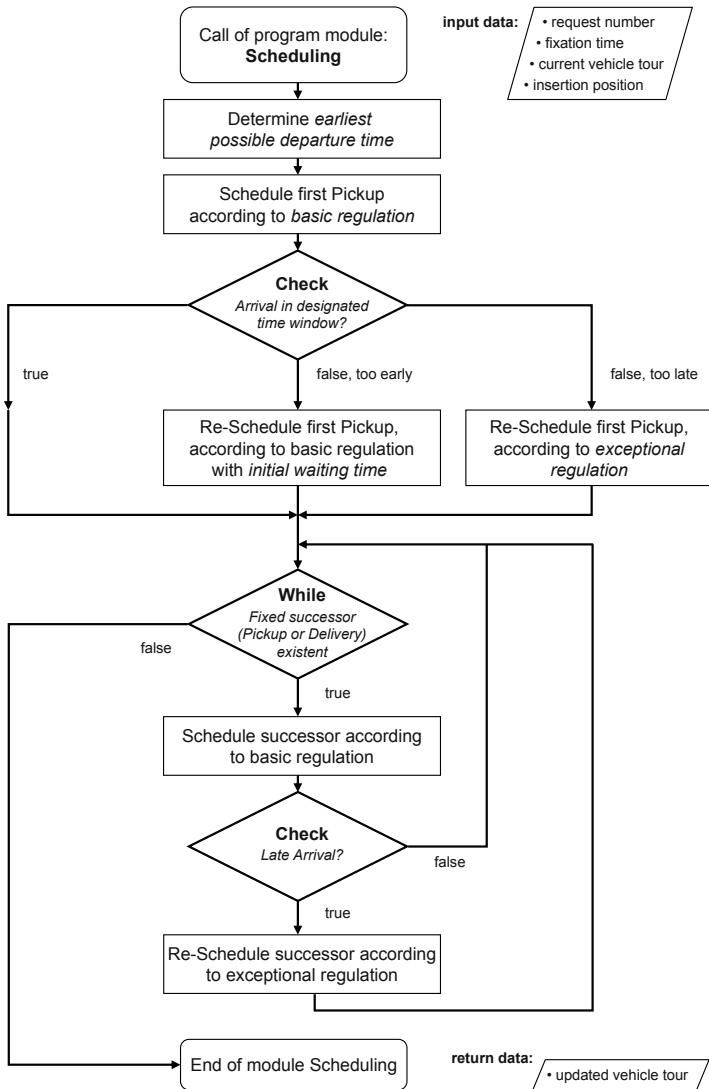 Call of program module:
Scheduling
input data:
• request number
• fixation time
• current vehicle tour
• insertion position
Determine earliest
possible departure time
Schedule first Pickup
according to basic regulation
Check
Arrival in designated
time window?
true
false, too early
false, too late
Re-Schedule first Pickup,
according to basic regulation
with initial waiting time
Re-Schedule first Pickup,
according to exceptional
regulation
While
Fixed successor
(Pickup or Delivery)
existent
false
true
Schedule successor according
to basic regulation
Check
Late Arrival?
false
true
Re-Schedule successor according
to exceptional regulation
End of module Scheduling
return data:
• updated vehicle tour